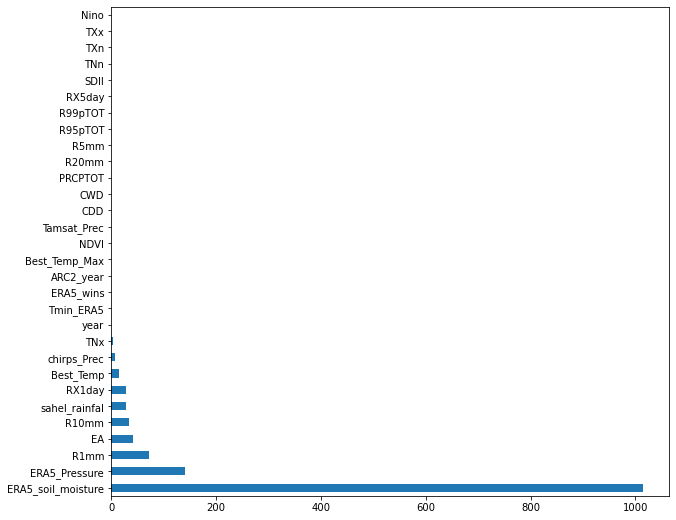 Nino
TXx
TXn
TNn
SDII
RX5day
R99pTOT
R95pTOT
R5mm
R20mm
PRCPTOT
CWD
CDD
Tamsat_Prec
NDVI
Best_Temp_Max
ARC2_year
ERA5_wins
Tmin_ERA5
year
TNx
chirps_Prec
Best_Temp
RX1day
sahel_rainfal
R10mm
EA
R1mm
ERA5_Pressure
ERA5_soil_moisture
0 200 400 600 800 1000